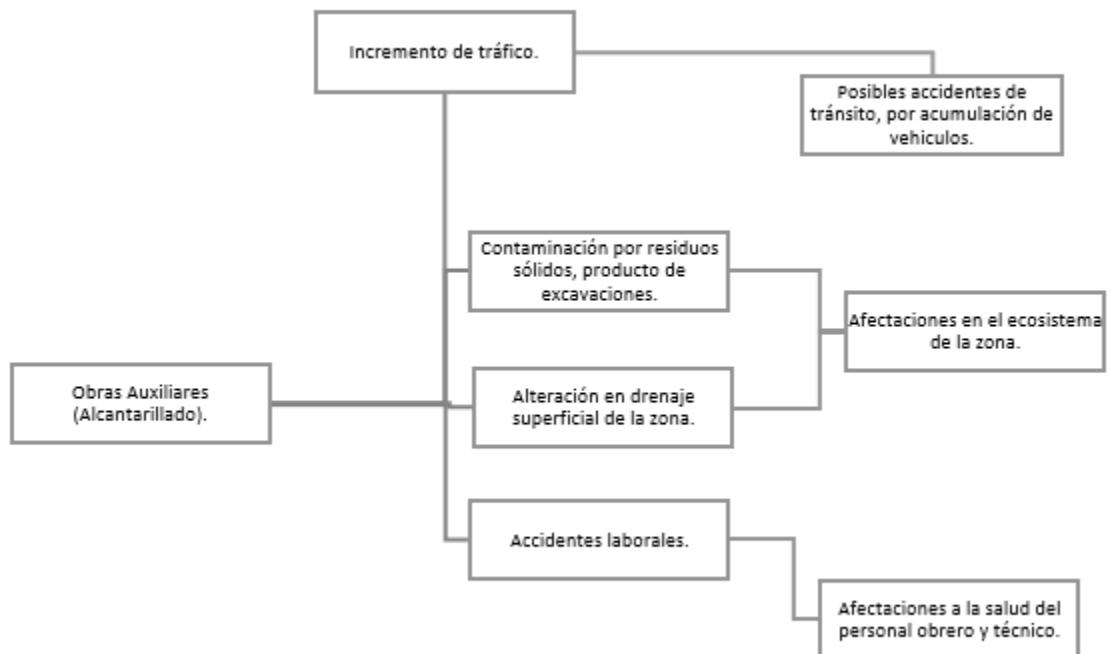 Incremento de tráfico.
Posibles accidentes de
tránsito, por acumulación de
vehiculos.
Contaminación por residuos
sólidos, producto de
excavaciones.
Afectaciones en el ecosistema
de la zona.
Obras Auxiliares
(Alcantarillado).
Alteración en drenaje
superficial de la zona.
Accidentes laborales.
Afectaciones a la salud del
personal obrero y técnico.